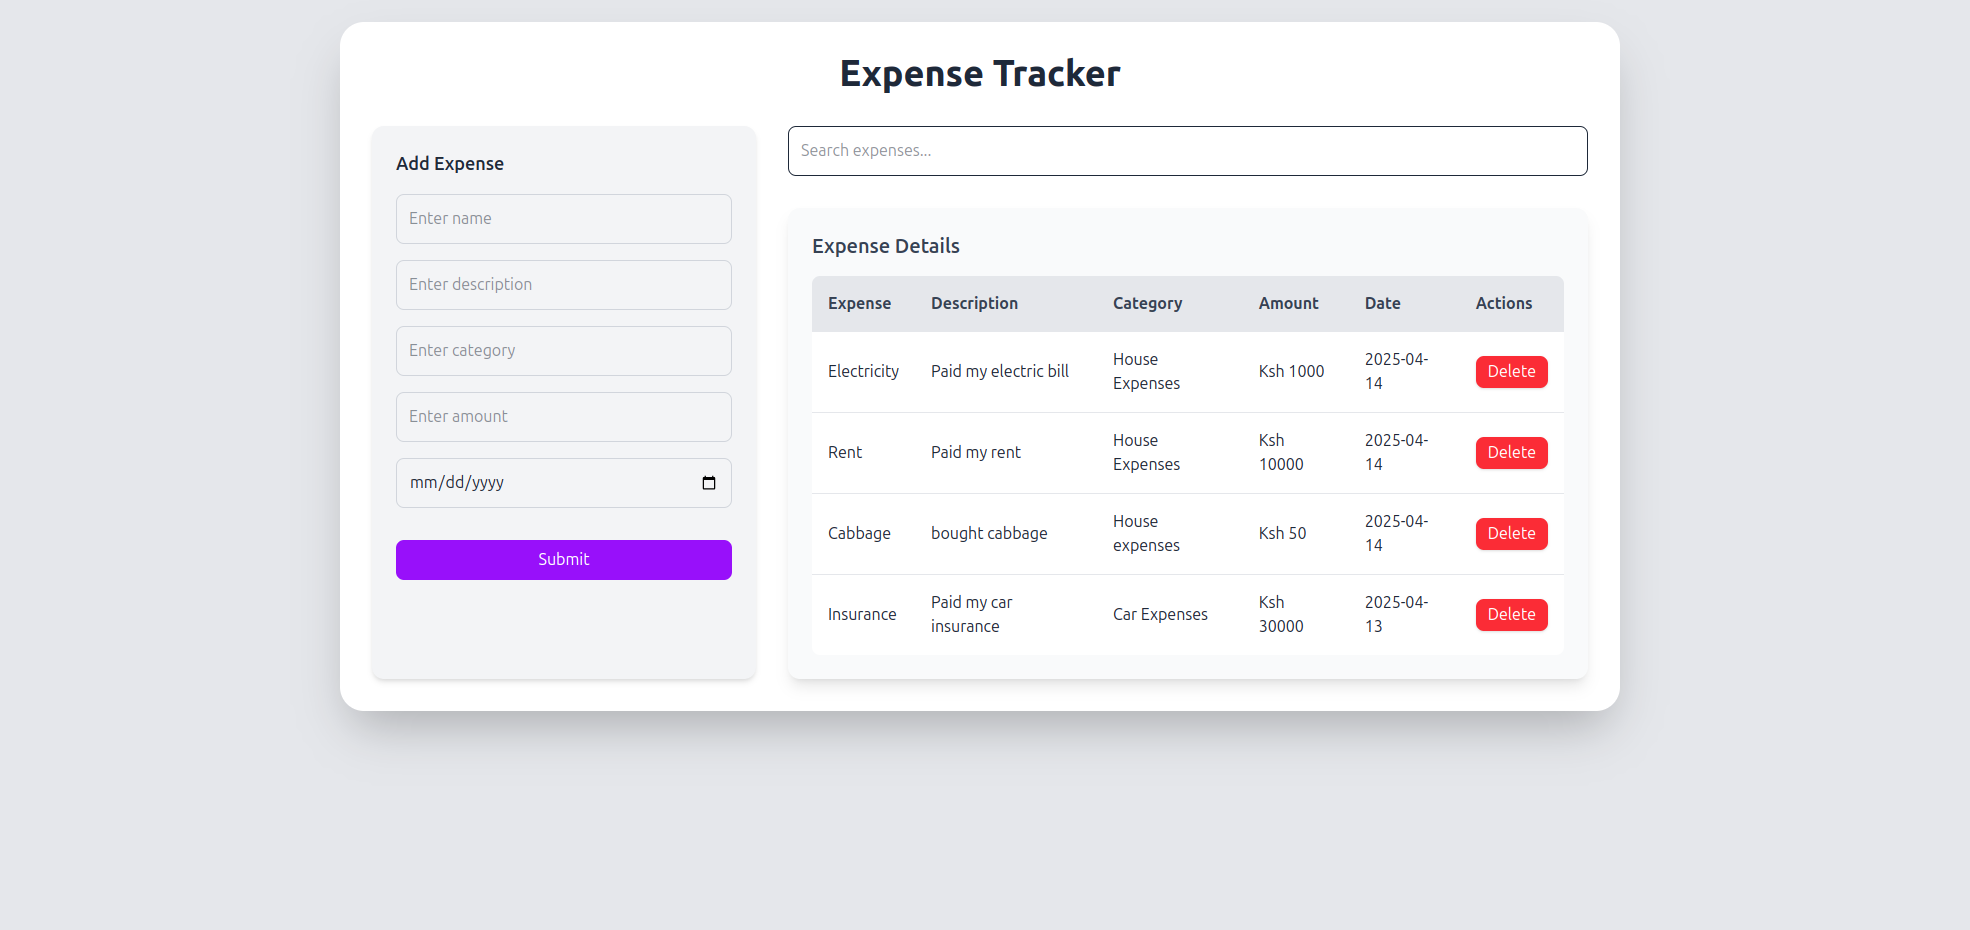 Expense Tracker
Add Expense
Enter name
Enter description
Enter category
Enter amount
mm/dd/yyyy
Submit
Search expenses...
Expense Details
Expense Description Category Amount Date Actions
Electricity Paid my electric bill House Expenses Ksh 1000 2025-04-14 Delete
Rent Paid my rent House Expenses Ksh 10000 2025-04-14 Delete
Cabbage bought cabbage House expenses Ksh 50 2025-04-14 Delete
Insurance Paid my car insurance Car Expenses Ksh 30000 2025-04-13 Delete